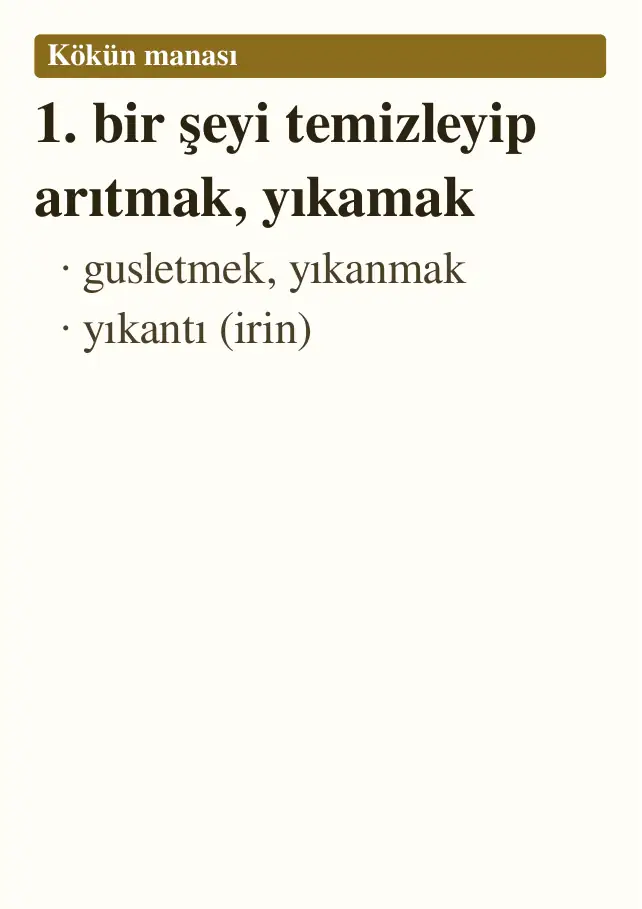 Kökün manası
1. bir şeyi temizleyip
arıtmak, yıkamak
· gusletmek, yıkanmak
· yıkantı (irin)